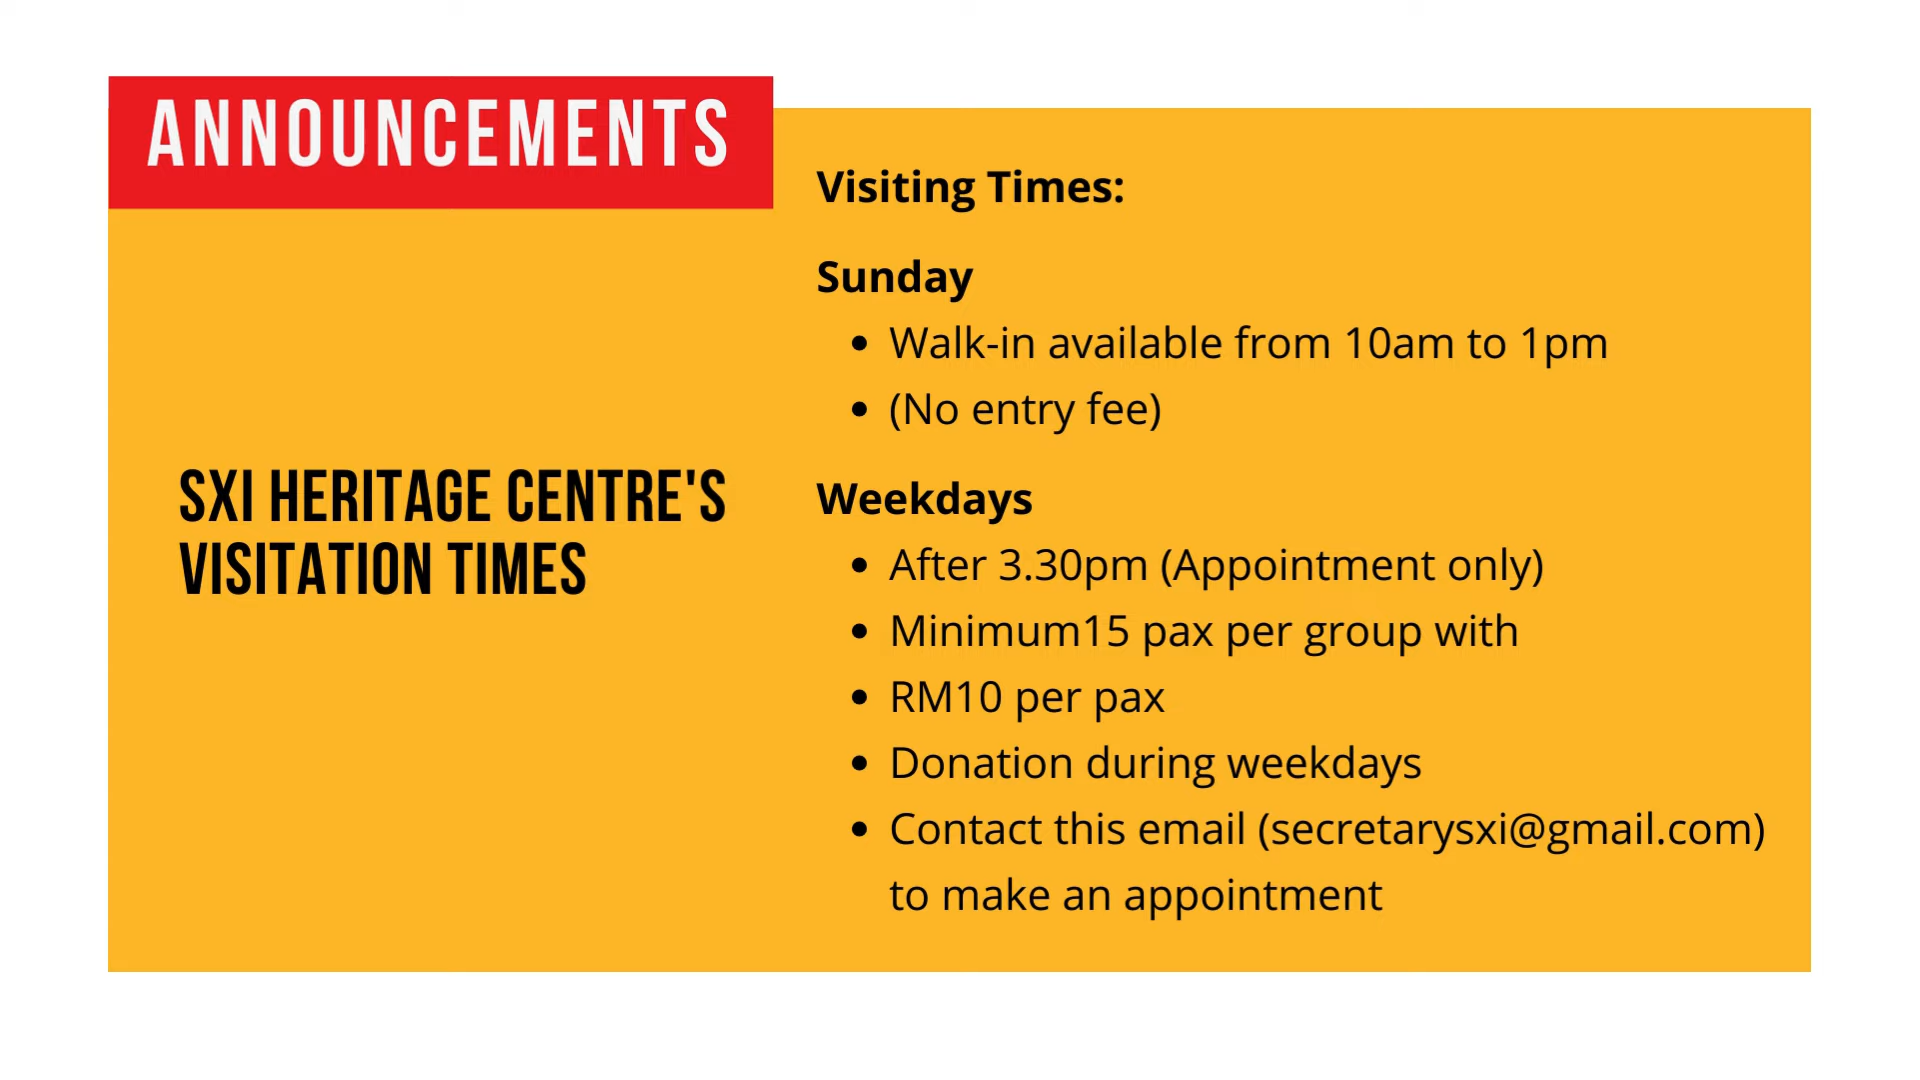 ANNOUNCEMENTS
SXI HERITAGE CENTRE'S
VISITATION TIMES
Visiting Times:
Sunday
• Walk-in available from 10am to 1pm
• (No entry fee)
Weekdays
• After 3.30pm (Appointment only)
• Minimum15 pax per group with
• RM10 per pax
• Donation during weekdays
• Contact this email (secretarysxi@gmail.com)
to make an appointment